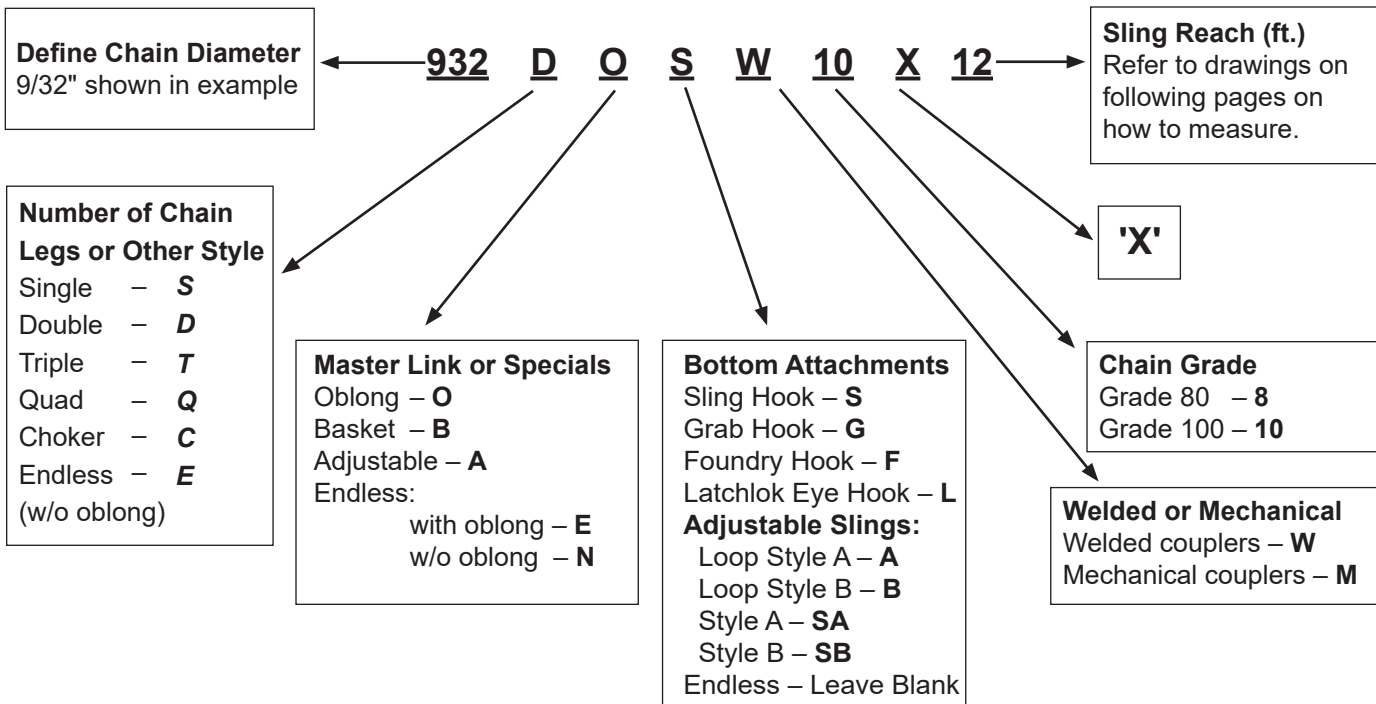 932 D O S W 10 X 12
Define Chain Diameter
9/32" shown in example
Sling Reach (ft.)
Refer to drawings on
following pages on
how to measure.
Number of Chain
Legs or Other Style
Single – S
Double – D
Triple – T
Quad – Q
Choker – C
Endless – E
(w/o oblong)
Master Link or Specials
Oblong – O
Basket – B
Adjustable – A
Endless:
with oblong – E
w/o oblong – N
Bottom Attachments
Sling Hook – S
Grab Hook – G
Foundry Hook – F
Latchlok Eye Hook – L
Adjustable Slings:
Loop Style A – A
Loop Style B – B
Style A – SA
Style B – SB
Endless – Leave Blank
'X'
Chain Grade
Grade 80 – 8
Grade 100 – 10
Welded or Mechanical
Welded couplers – W
Mechanical couplers – M